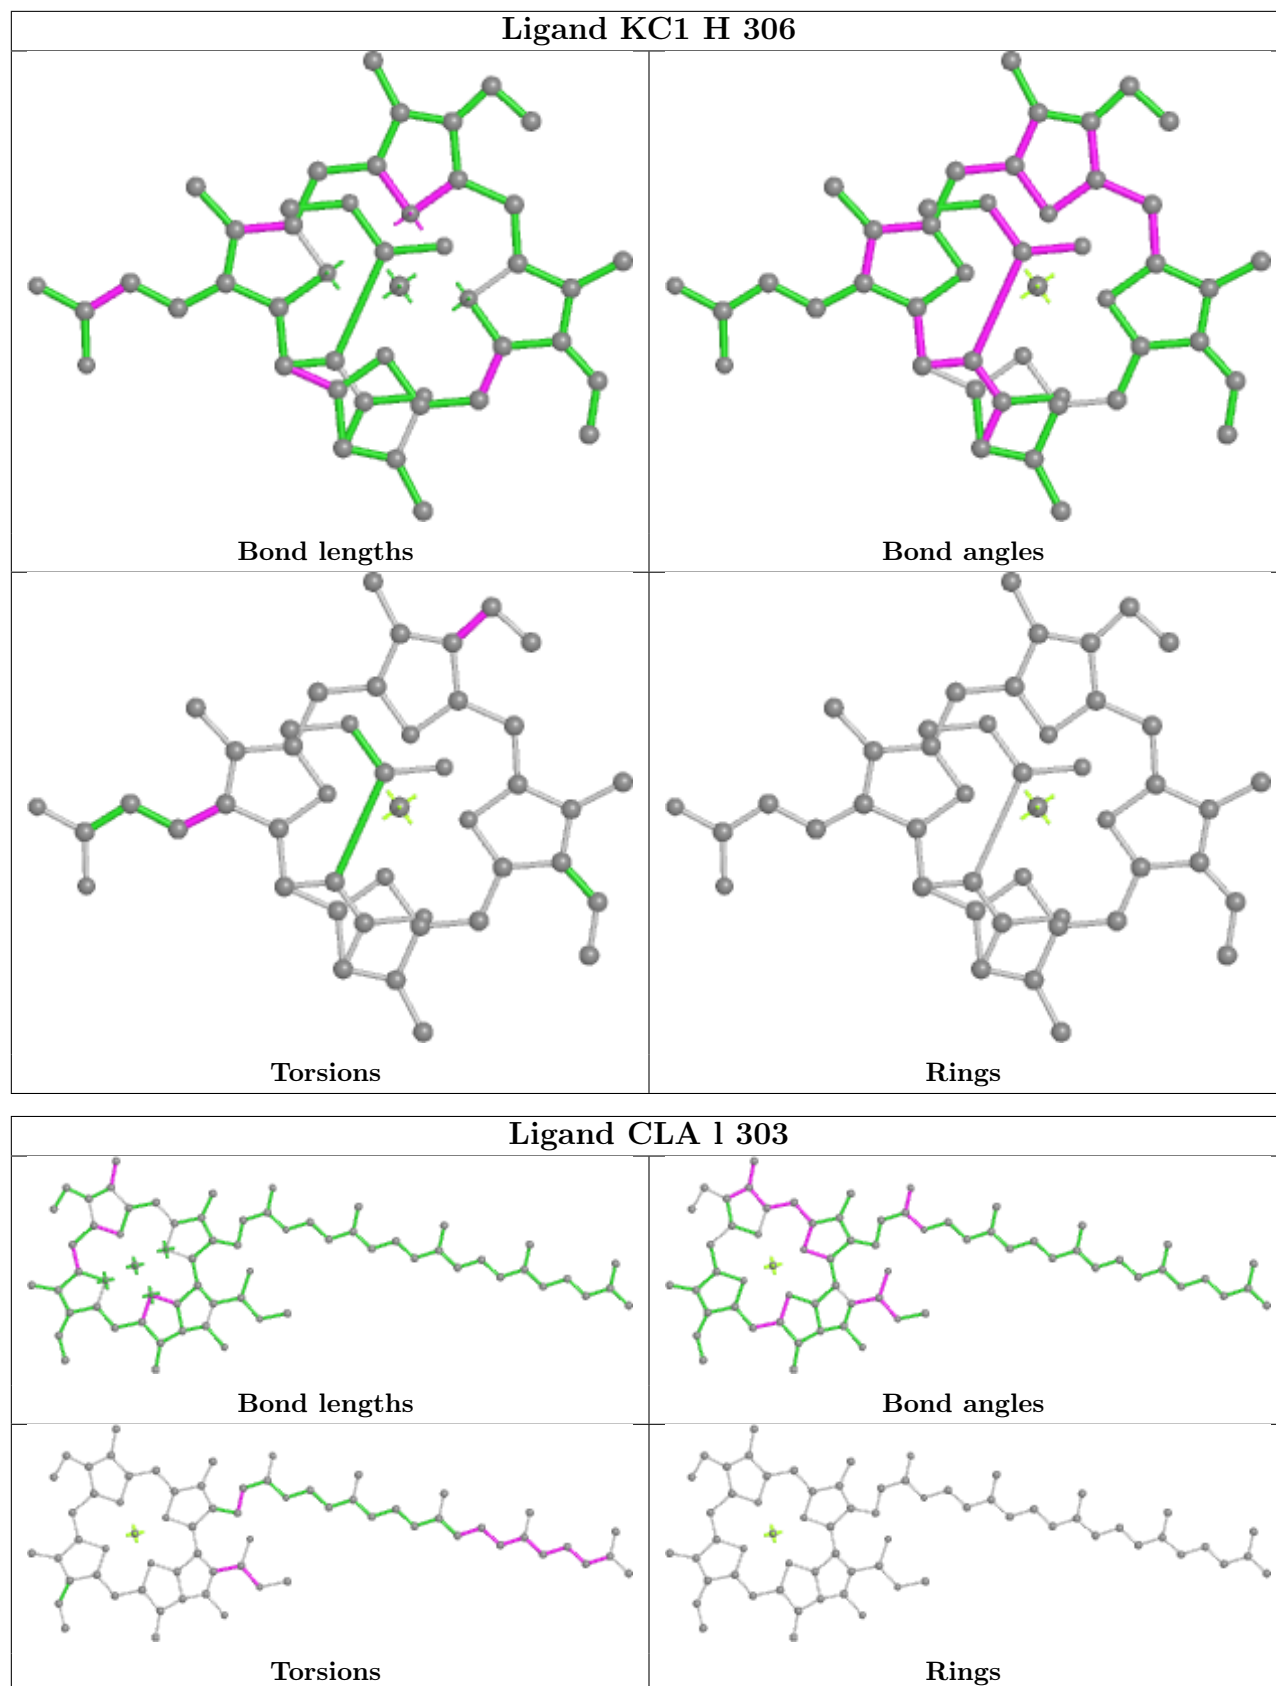 Ligand KC1 H 306
Bond lengths
Bond angles
Torsions
Rings
Ligand CLA l 303
Bond lengths
Bond angles
Torsions
Rings